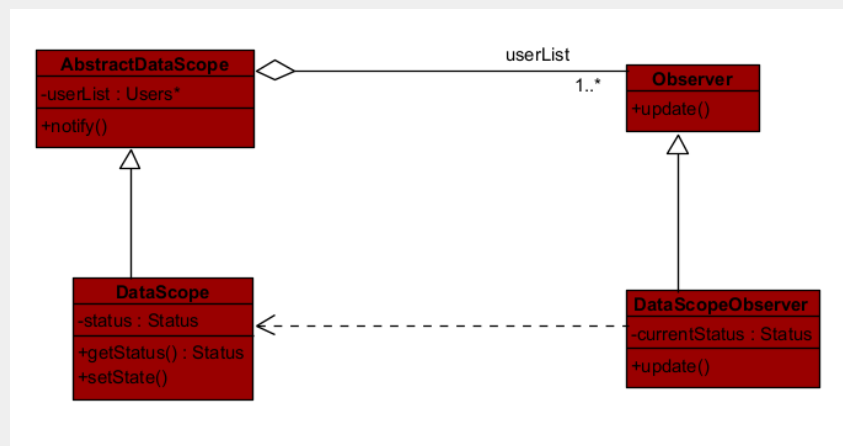 AbstractDataScope
-userList : Users*
+notify()
userList
1..*
Observer
+update()
DataScope
-status : Status
+getStatus() : Status
+setState()
DataScopeObserver
-currentStatus : Status
+update()